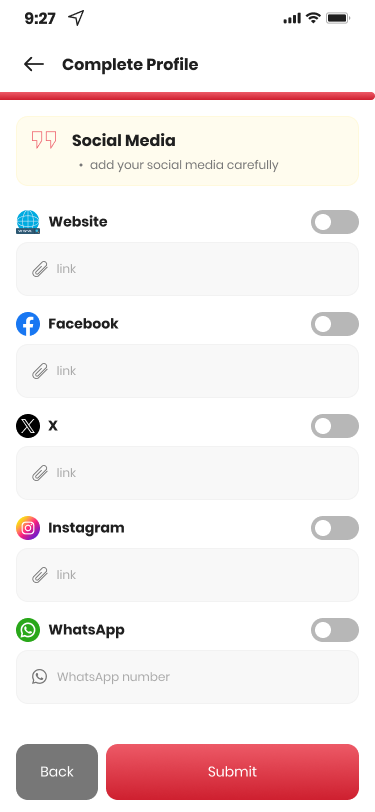 9:27
Complete Profile
Social Media
• add your social media carefully
Website
link
Facebook
link
X
link
Instagram
link
WhatsApp
WhatsApp number
Back
Submit